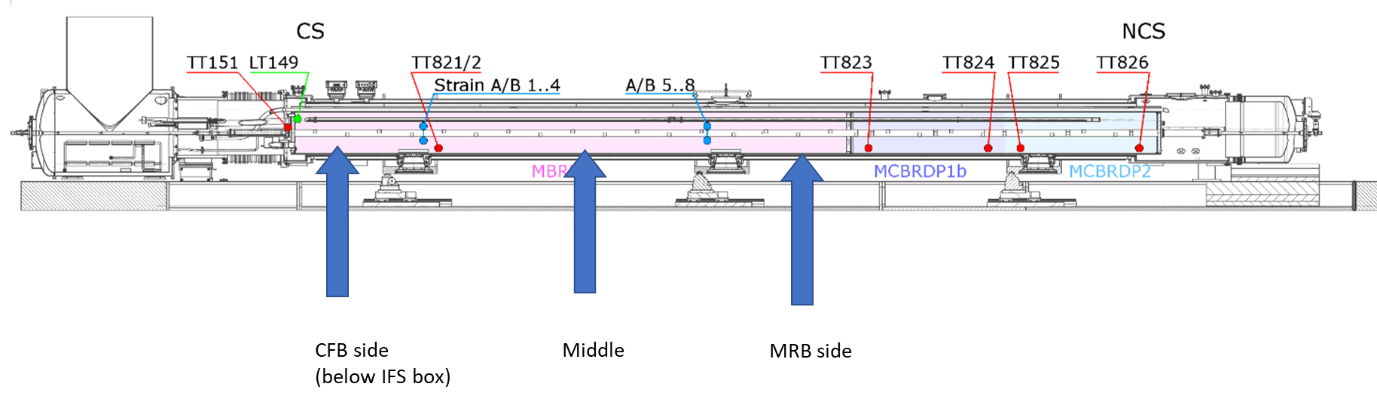 CS
NCS
TT151
LT149
TT821/2
TT823
TT824
TT825
TT826
Strain A/B 1..4
A/B 5..8
MCBRDP1b
MCBRDP2
CFB side
(below IFS box)
Middle
MRB side